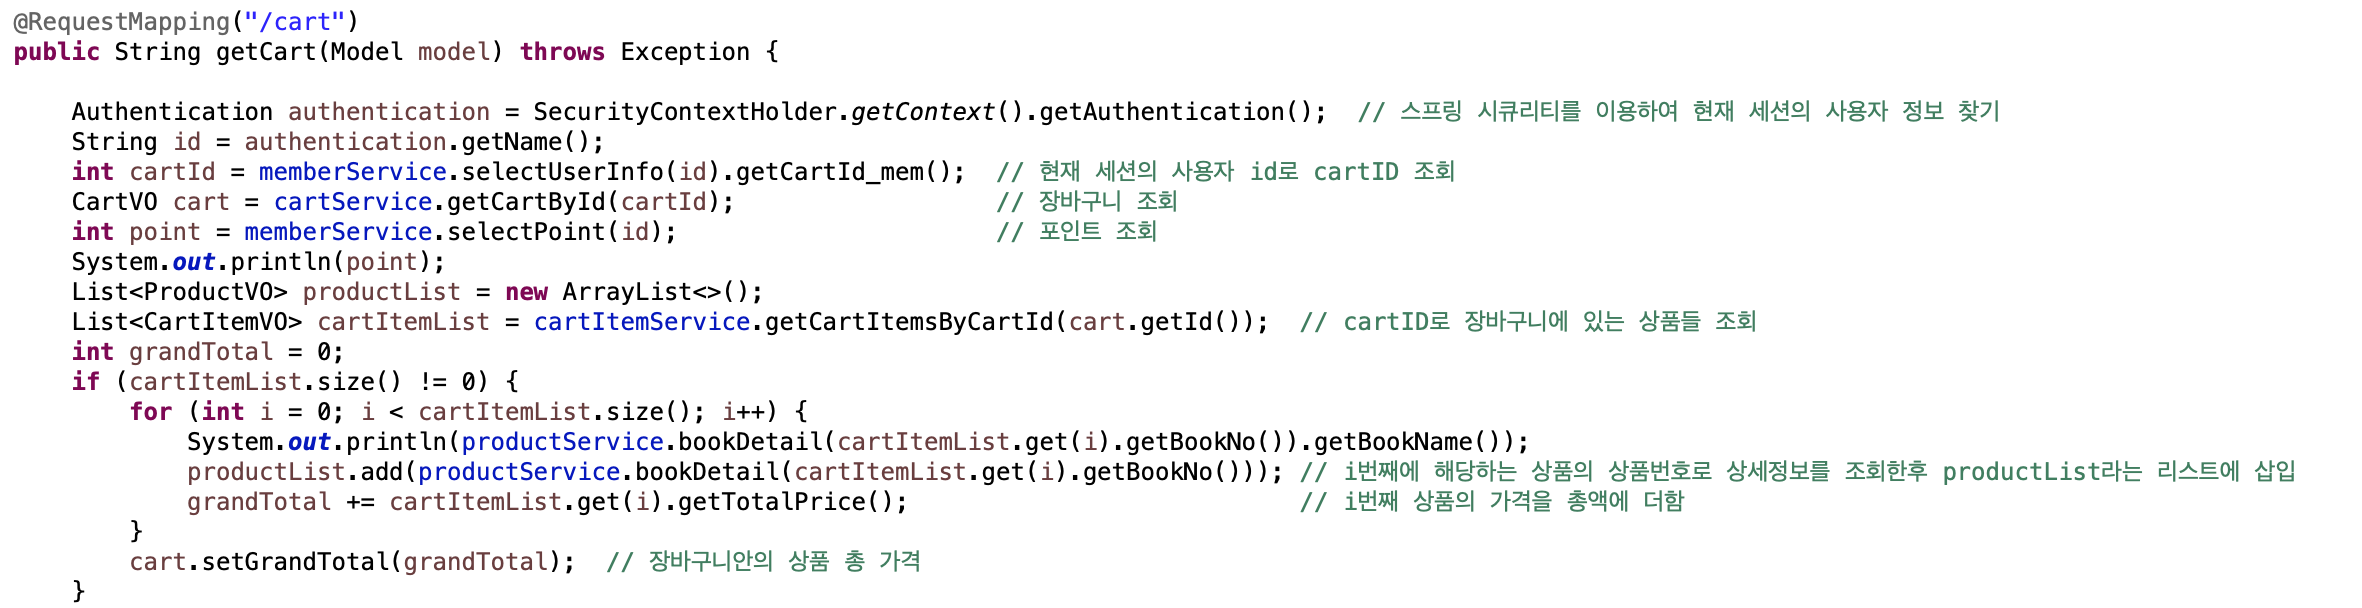 @RequestMapping("/cart")
public String getCart(Model model) throws Exception {
Authentication authentication = SecurityContextHolder.getContext().getAuthentication();  // 스프링 시큐리티를 이용하여 현재 세션의 사용자 정보 찾기
String id = authentication.getName();
int cartId = memberService.selectUserInfo(id).getCartId_mem();  // 현재 세션의 사용자 id로 cartID 조회
CartVO cart = cartService.getCartById(cartId);                  // 장바구니 조회
int point = memberService.selectPoint(id);                      // 포인트 조회
System.out.println(point);
List<ProductVO> productList = new ArrayList<>();
List<CartItemVO> cartItemList = cartItemService.getCartItemsByCartId(cart.getId());  // cartID로 장바구니에 있는 상품들 조회
int grandTotal = 0;
if (cartItemList.size() != 0) {
for (int i = 0; i < cartItemList.size(); i++) {
System.out.println(productService.bookDetail(cartItemList.get(i).getBookNo()).getBookName());
productList.add(productService.bookDetail(cartItemList.get(i).getBookNo())); // i번째에 해당하는 상품의 상품번호로 상세정보를 조회한후 productList라는 리스트에 삽입
grandTotal += cartItemList.get(i).getTotalPrice();                           // i번째 상품의 가격을 총액에 더함
}
cart.setGrandTotal(grandTotal);  // 장바구니안의 상품 총 가격
}